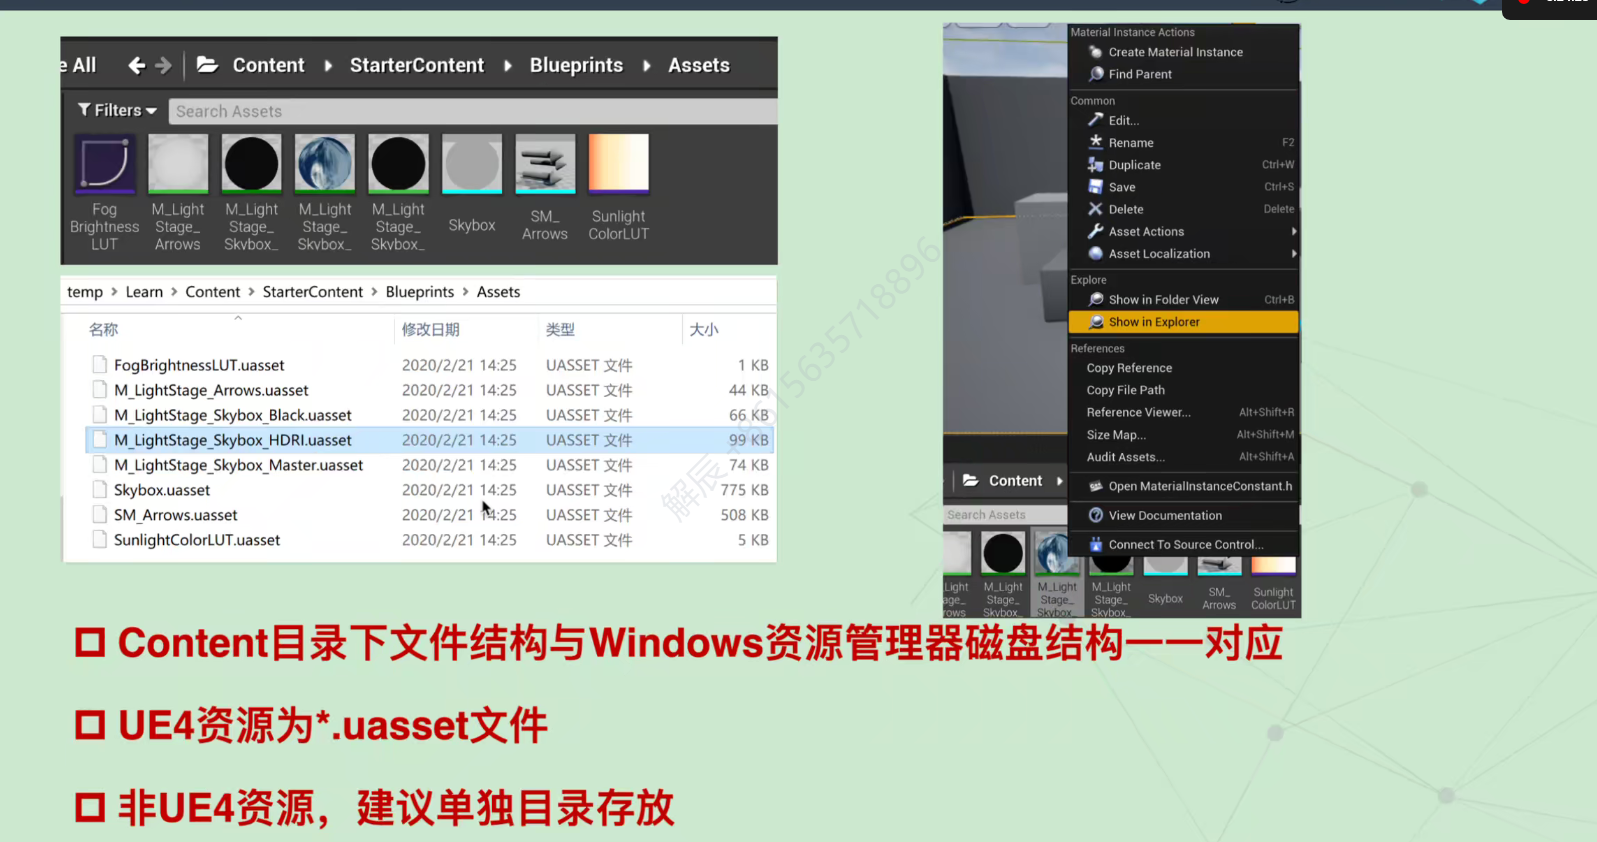 e All Content StarterContent Blueprints Assets
Filters Search Assets
Fog
Brightness
LUT
M_Light
Stage_
Arrows
M_Light
Stage_
Skybox_
M_Light
Stage_
Skybox_
M_Light
Stage_
Skybox_
Skybox
SM_
Arrows
Sunlight
ColorLUT
temp > Learn > Content > StarterContent > Blueprints > Assets
名称 修改日期 类型 大小
FogBrightnessLUT.uasset 2020/2/21 14:25 UASSET 文件 1 KB
M_LightStage_Arrows.uasset 2020/2/21 14:25 UASSET 文件 44 KB
M_LightStage_Skybox_Black.uasset 2020/2/21 14:25 UASSET 文件 66 KB
M_LightStage_Skybox_HDRI.uasset 2020/2/21 14:25 UASSET 文件 99 KB
M_LightStage_Skybox_Master.uasset 2020/2/21 14:25 UASSET 文件 74 KB
Skybox.uasset 2020/2/21 14:25 UASSET 文件 775 KB
SM_Arrows.uasset 2020/2/21 14:25 UASSET 文件 508 KB
SunlightColorLUT.uasset 2020/2/21 14:25 UASSET 文件 5 KB
Material Instance Actions
Create Material Instance
Find Parent
Common
Edit...
Rename F2
Duplicate Ctrl+W
Save Ctrl+S
Delete Delete
Asset Actions
Asset Localization
Explore
Show in Folder View Ctrl+B
Show in Explorer
References
Copy Reference
Copy File Path
Reference Viewer... Alt+Shift+R
Size Map... Alt+Shift+M
Audit Assets... Alt+Shift+A
Open MaterialInstanceConstant.h
View Documentation
Connect To Source Control...
Content
Search Assets
Light
age_
rows
M_Light
Stage_
Skybox_
M_Light
Stage_
Skybox_
M_Light
Stage_
Skybox_
Skybox
SM_
Arrows
Sunlight
ColorLUT
解辰 +8615635718896
Content目录下文件结构与Windows资源管理器磁盘结构一一对应
UE4资源为*.uasset文件
非UE4资源，建议单独目录存放